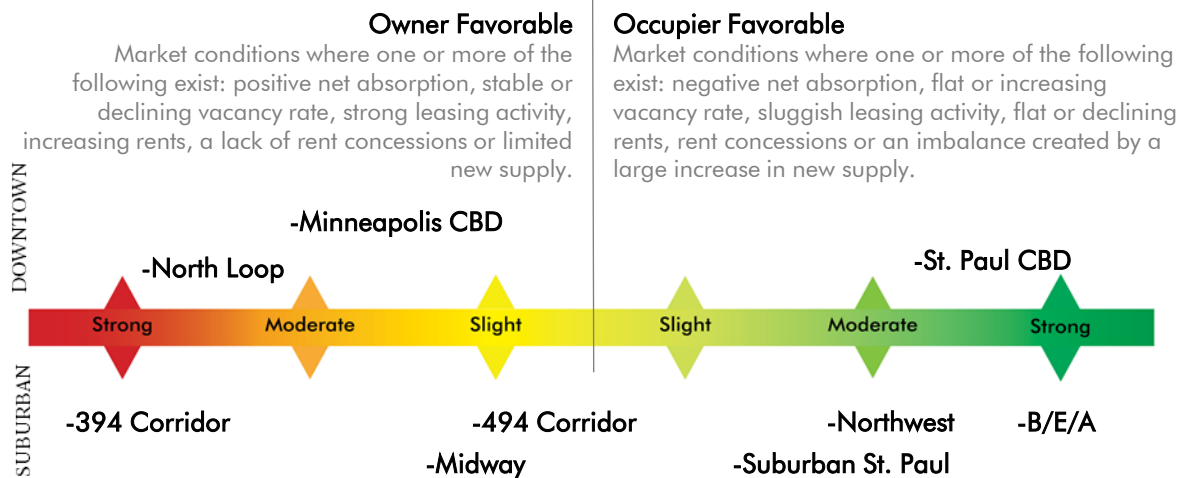 Owner Favorable
Market conditions where one or more of the
following exist: positive net absorption, stable or
declining vacancy rate, strong leasing activity,
increasing rents, a lack of rent concessions or limited
new supply.
Occupier Favorable
Market conditions where one or more of the following
exist: negative net absorption, flat or increasing
vacancy rate, sluggish leasing activity, flat or declining
rents, rent concessions or an imbalance created by a
large increase in new supply.
DOWNTOWN
-Minneapolis CBD
-North Loop
-St. Paul CBD
Strong
Moderate
Slight
Slight
Moderate
Strong
SUBURBAN
-394 Corridor
-494 Corridor
-Northwest
-B/E/A
-Midway
-Suburban St. Paul